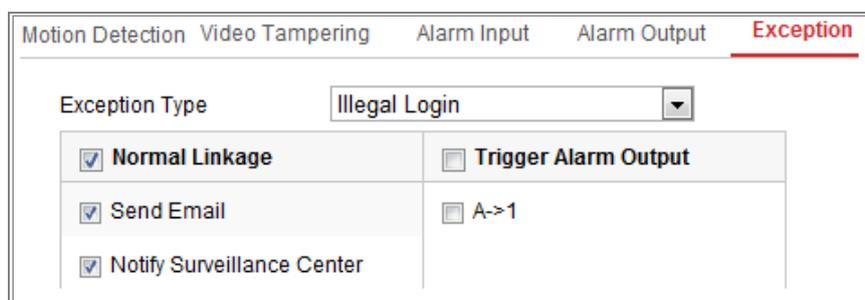 Motion Detection Video Tampering Alarm Input Alarm Output Exception
Exception Type Illegal Login
Normal Linkage Trigger Alarm Output
Send Email A->1
Notify Surveillance Center